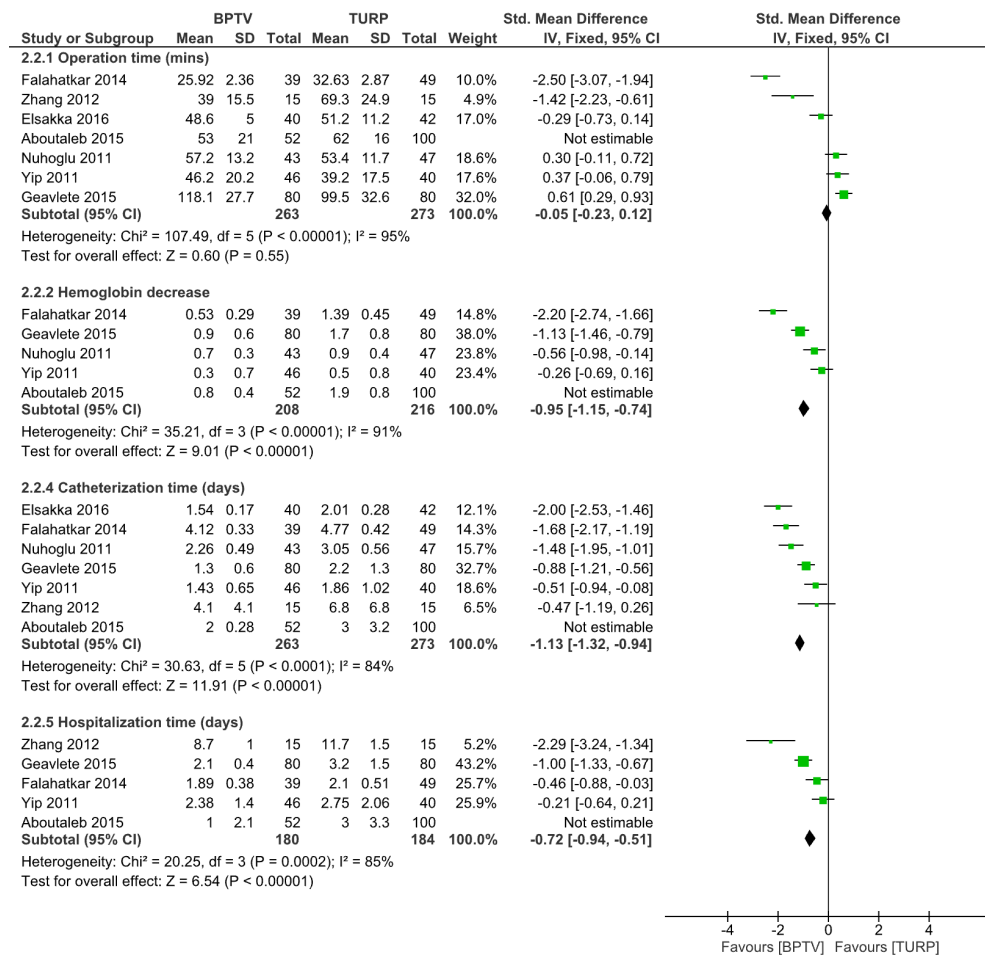 BPTV TURP Std. Mean Difference Std. Mean Difference
Study or Subgroup Mean SD Total Mean SD Total Weight IV, Fixed, 95% CI IV, Fixed, 95% CI
2.2.1 Operation time (mins)
Falahatkar 2014 25.92 2.36 39 32.63 2.87 49 10.0% -2.50 [-3.07, -1.94]
Zhang 2012 39 15.5 15 69.3 24.9 15 4.9% -1.42 [-2.23, -0.61]
Elsakka 2016 48.6 5 40 51.2 11.2 42 17.0% -0.29 [-0.73, 0.14]
Aboutaleb 2015 53 21 52 62 16 100 Not estimable
Nuhoglu 2011 57.2 13.2 43 53.4 11.7 47 18.6% 0.30 [-0.11, 0.72]
Yip 2011 46.2 20.2 46 39.2 17.5 40 17.6% 0.37 [-0.06, 0.79]
Geavlete 2015 118.1 27.7 80 99.5 32.6 80 32.0% 0.61 [0.29, 0.93]
Subtotal (95% CI) 263 273 100.0% -0.05 [-0.23, 0.12]
Heterogeneity: Chi² = 107.49, df = 5 (P < 0.00001); I² = 95%
Test for overall effect: Z = 0.60 (P = 0.55)
2.2.2 Hemoglobin decrease
Falahatkar 2014 0.53 0.29 39 1.39 0.45 49 14.8% -2.20 [-2.74, -1.66]
Geavlete 2015 0.9 0.6 80 1.7 0.8 80 38.0% -1.13 [-1.46, -0.79]
Nuhoglu 2011 0.7 0.3 43 0.9 0.4 47 23.8% -0.56 [-0.98, -0.14]
Yip 2011 0.3 0.7 46 0.5 0.8 40 23.4% -0.26 [-0.69, 0.16]
Aboutaleb 2015 0.8 0.4 52 1.9 0.8 100 Not estimable
Subtotal (95% CI) 208 216 100.0% -0.95 [-1.15, -0.74]
Heterogeneity: Chi² = 35.21, df = 3 (P < 0.00001); I² = 91%
Test for overall effect: Z = 9.01 (P < 0.00001)
2.2.4 Catheterization time (days)
Elsakka 2016 1.54 0.17 40 2.01 0.28 42 12.1% -2.00 [-2.53, -1.46]
Falahatkar 2014 4.12 0.33 39 4.77 0.42 49 14.3% -1.68 [-2.17, -1.19]
Nuhoglu 2011 2.26 0.49 43 3.05 0.56 47 15.7% -1.48 [-1.95, -1.01]
Geavlete 2015 1.3 0.6 80 2.2 1.3 80 32.7% -0.88 [-1.21, -0.56]
Yip 2011 1.43 0.65 46 1.86 1.02 40 18.6% -0.51 [-0.94, -0.08]
Zhang 2012 4.1 4.1 15 6.8 6.8 15 6.5% -0.47 [-1.19, 0.26]
Aboutaleb 2015 2 0.28 52 3 3.2 100 Not estimable
Subtotal (95% CI) 263 273 100.0% -1.13 [-1.32, -0.94]
Heterogeneity: Chi² = 30.63, df = 5 (P < 0.0001); I² = 84%
Test for overall effect: Z = 11.91 (P < 0.00001)
2.2.5 Hospitalization time (days)
Zhang 2012 8.7 1 15 11.7 1.5 15 5.2% -2.29 [-3.24, -1.34]
Geavlete 2015 2.1 0.4 80 3.2 1.5 80 43.2% -1.00 [-1.33, -0.67]
Falahatkar 2014 1.89 0.38 39 2.1 0.51 49 25.7% -0.46 [-0.88, -0.03]
Yip 2011 2.38 1.4 46 2.75 2.06 40 25.9% -0.21 [-0.64, 0.21]
Aboutaleb 2015 1 2.1 52 3 3.3 100 Not estimable
Subtotal (95% CI) 180 184 100.0% -0.72 [-0.94, -0.51]
Heterogeneity: Chi² = 20.25, df = 3 (P = 0.0002); I² = 85%
Test for overall effect: Z = 6.54 (P < 0.00001)
-4 -2 0 2 4
Favours [BPTV] Favours [TURP]